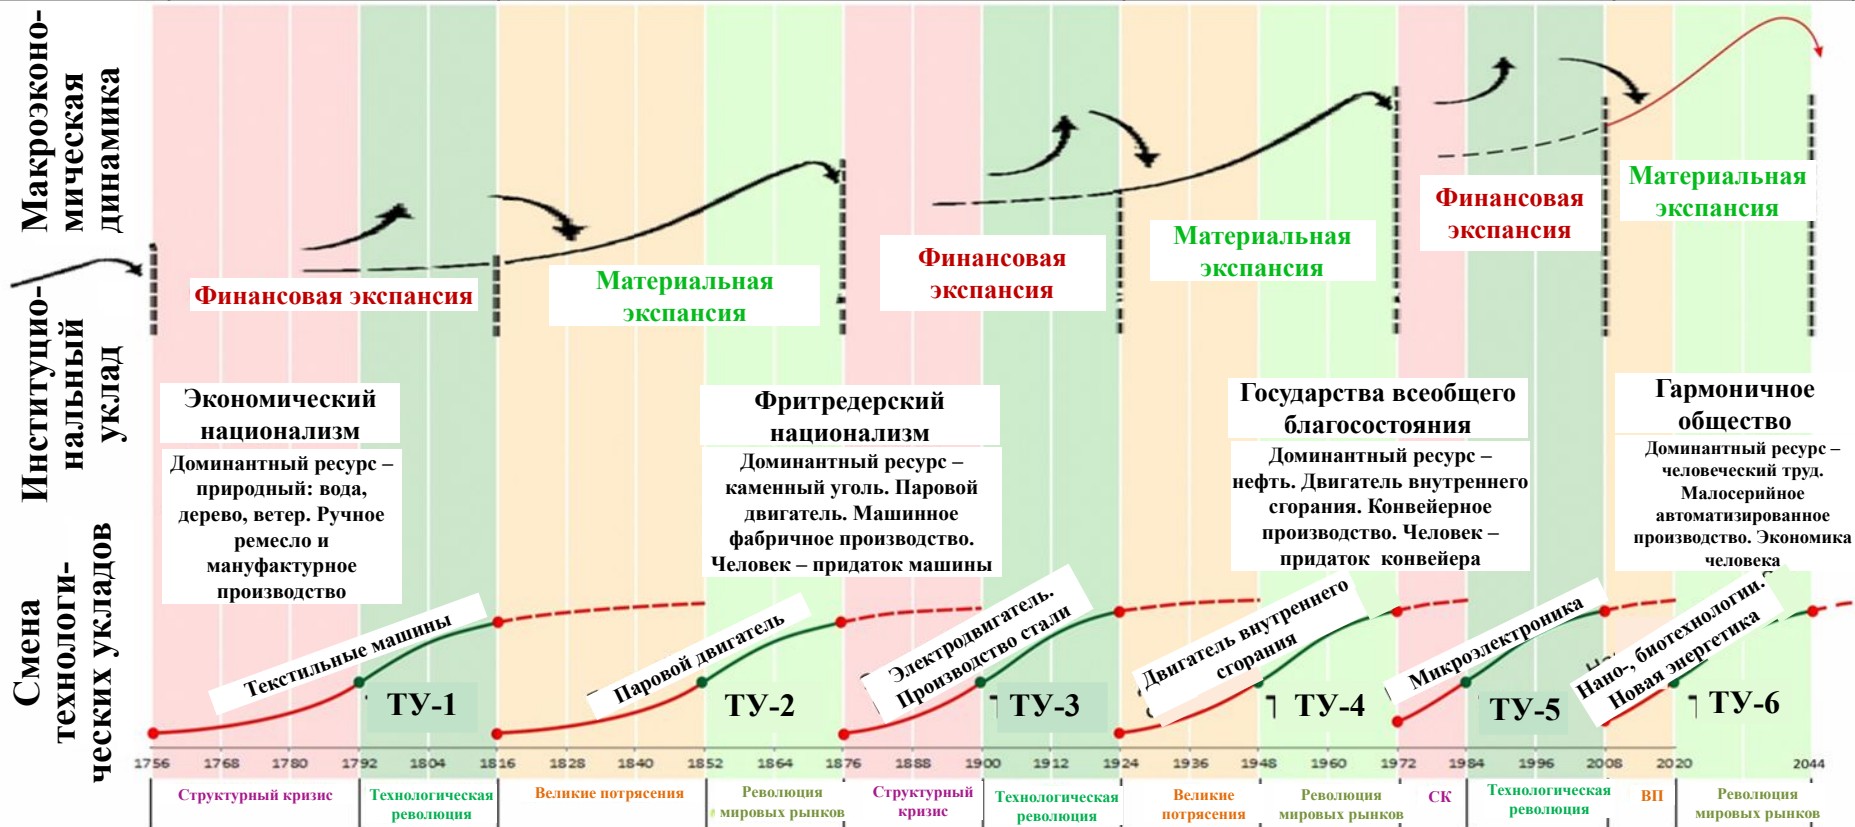 Макроэконо-
мическая
динамика
Институцио-
нальный
уклад
Смена
технологи-
ческих укладов
Финансовая экспансия
Материальная
экспансия
Финансовая
экспансия
Материальная
экспансия
Финансовая
экспансия
Материальная
экспансия
Экономический
национализм
Доминантный ресурс –
природный: вода,
дерево, ветер. Ручное
ремесло и
мануфактурное
производство
Фритредерский
национализм
Доминантный ресурс –
каменный уголь. Паровой
двигатель. Машинное
фабричное производство.
Человек – придаток машины
Государства всеобщего
благосостояния
Доминантный ресурс –
нефть. Двигатель внутреннего
сгорания. Конвейерное
производство. Человек –
придаток конвейера
Гармоничное
общество
Доминантный ресурс –
человеческий труд.
Малосерийное
автоматизированное
производство. Экономика
человека
Текстильные машины
ТУ-1
Паровой двигатель
ТУ-2
Электродвигатель.
Производство стали
ТУ-3
Двигатель внутреннего
сгорания
ТУ-4
Микроэлектроника
ТУ-5
Нано-, биотехнологии.
Новая энергетика
ТУ-6
1756 1768 1780 1792 1804 1816 1828 1840 1852 1864 1876 1888 1900 1912 1924 1936 1948 1960 1972 1984 1996 2008 2020 2044
Структурный кризис
Технологическая
революция
Великие потрясения
Революция
мировых рынков
Структурный
кризис
Технологическая
революция
Великие
потрясения
Революция
мировых рынков
СК
Технологическая
революция
ВП
Революция
мировых рынков